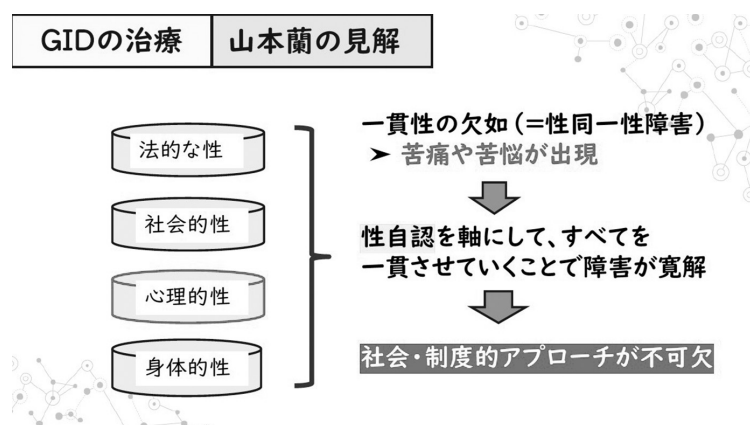 GIDの治療
山本蘭の見解
法的な性
社会的性
心理的性
身体的性
一貫性の欠如(=性同一性障害)
➤ 苦痛や苦悩が出現
性自認を軸にして、すべてを
一貫させていくことで障害が寛解
社会・制度的アプローチが不可欠